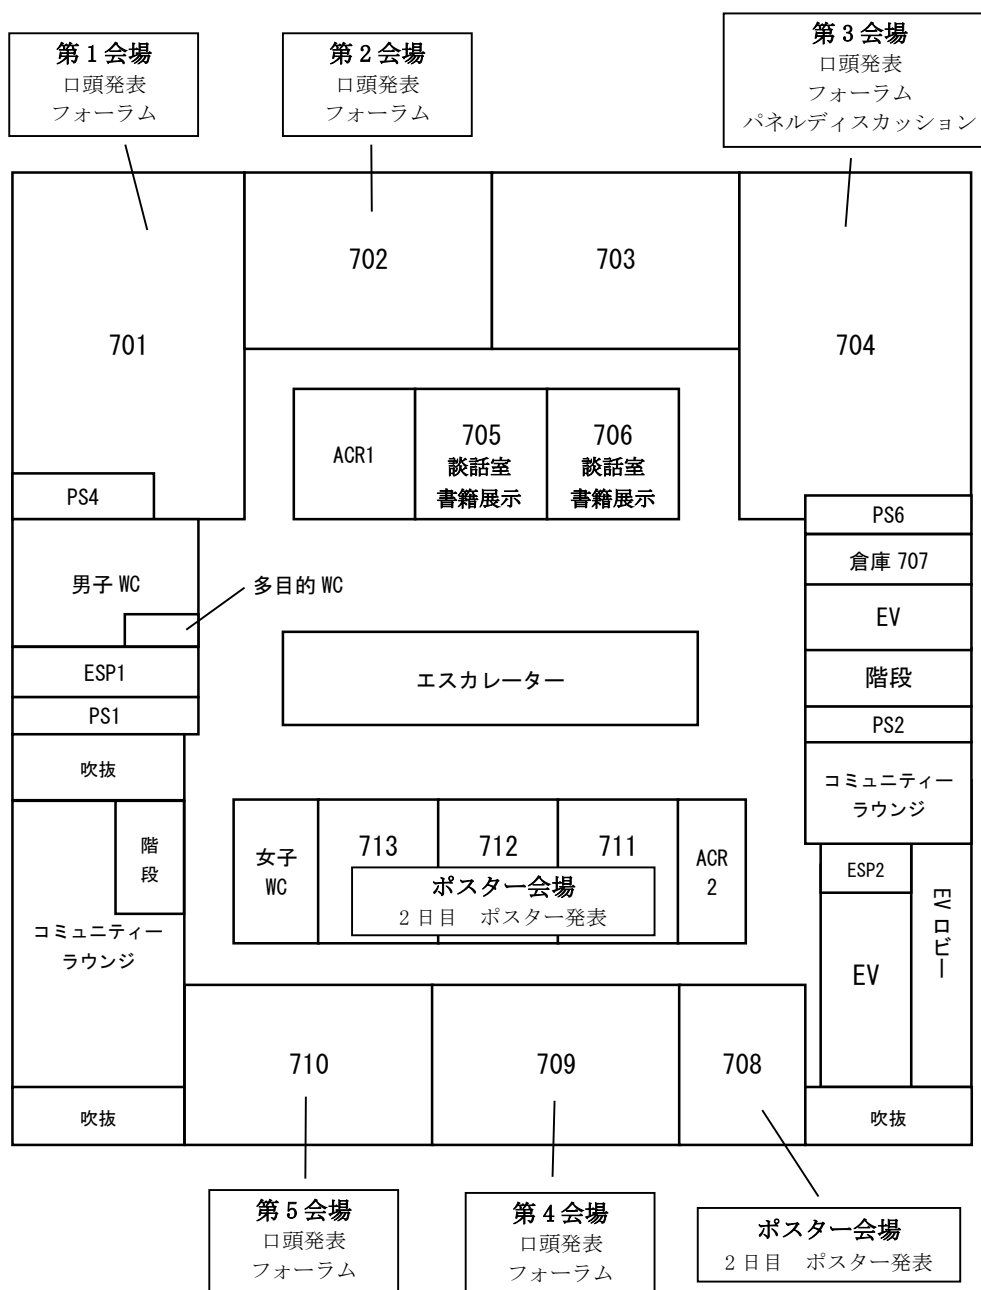 第1会場
口頭発表
フォーラム
第2会場
口頭発表
フォーラム
第3会場
口頭発表
フォーラム
パネルディスカッション
701
702
703
704
ACR1
705
談話室
書籍展示
706
談話室
書籍展示
PS4
男子 WC
多目的 WC
ESP1
PS1
吹抜
階
段
コミュニティー
ラウンジ
吹抜
エスカレーター
PS6
倉庫 707
EV
階段
PS2
コミュニティー
ラウンジ
ESP2
EV
EV ロビー
吹抜
女子
WC
713
712
711
ACR
2
ポスター会場
2日目　ポスター発表
710
709
708
第5会場
口頭発表
フォーラム
第4会場
口頭発表
フォーラム
ポスター会場
2日目　ポスター発表